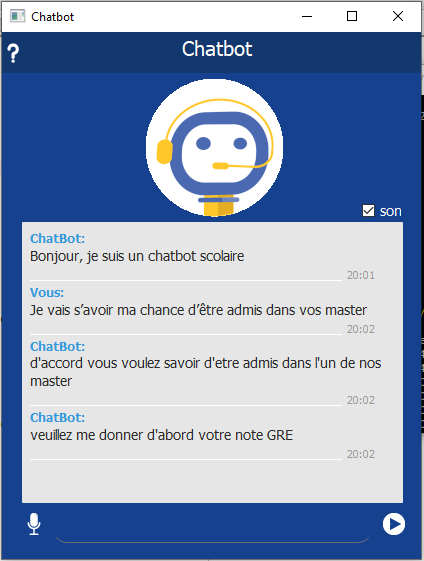 Chatbot
?
Chatbot
son
ChatBot:
Bonjour, je suis un chatbot scolaire
20:01
Vous:
Je vais s’avoir ma chance d’être admis dans vos master
20:02
ChatBot:
d'accord vous voulez savoir d'etre admis dans l'un de nos
master
20:02
ChatBot:
veuillez me donner d'abord votre note GRE
20:02